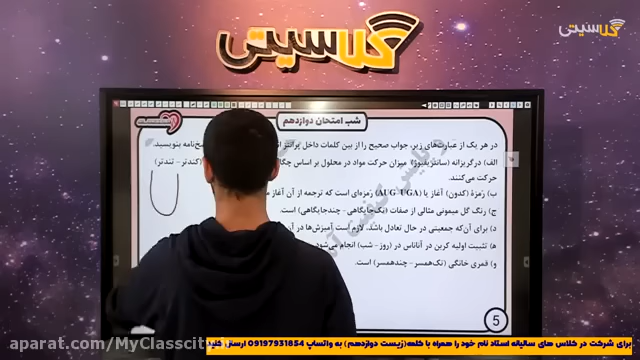 کلاسیتی
کلاسیتی
شب امتحان دوازدهم
در هر یک از عبارت‌های زیر، جواب صحیح را از بین کلمات داخل پرانتز نامه بنویسید.
الف) درگریزانه (سانتریفیوژ) میزان حرکت مواد در محلول بر اساس (کندتر - تندتر)
حرکت می‌کنند.
ب) رمزهٔ (کدون) آغاز یا (AUG-UGA) رمزه‌ای است که ترجمه از آن آغاز
ج) رنگ گل میمونی مثالی از صفات (تک‌جایگاهی - چندجایگاهی) است.
د) برای آن‌که جمعیتی در حال تعادل باشد، لازم است آمیزش‌ها در آن
ه) تثبیت اولیه کربن در آناناس در (روز - شب) انجام می‌شود
و) قمری خانگی (تک‌همسر - چندهمسر) است.
5
aparat.com/MyClasscity
برای شرکت در کلاس های سالیانه استاد نام خود را همراه با کلمه(زیست دوازدهم) به واتساپ 09197931854 ارسال کنید